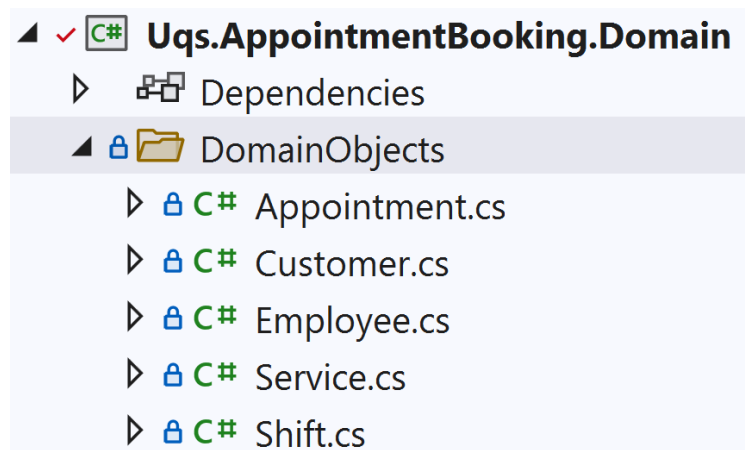 C# Uqs.AppointmentBooking.Domain
Dependencies
DomainObjects
C# Appointment.cs
C# Customer.cs
C# Employee.cs
C# Service.cs
C# Shift.cs